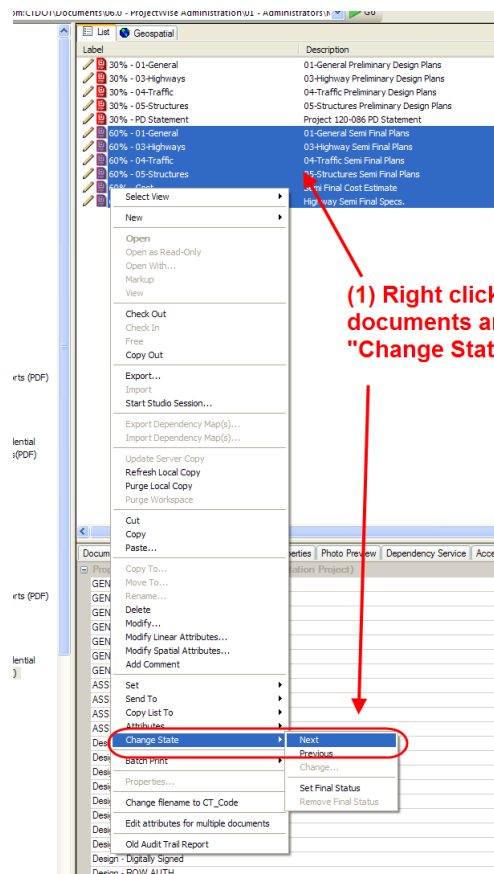 om:CTDOT\Documents\06.0 - ProjectWise Administration\01 - Administrators\
Go
List
Geospatial
Label Description
30% - 01-General 01-General Preliminary Design Plans
30% - 03-Highways 03-Highway Preliminary Design Plans
30% - 04-Traffic 04-Traffic Preliminary Design Plans
30% - 05-Structures 05-Structures Preliminary Design Plans
30% - PD Statement Project 120-086 PD Statement
60% - 01-General 01-General Semi Final Plans
60% - 03-Highways 03-Highway Semi Final Plans
60% - 04-Traffic 04-Traffic Semi Final Plans
60% - 05-Structures 05-Structures Semi Final Plans
60% - Cost Semi Final Cost Estimate
Highway Semi Final Specs.
Select View
New
Open
Open as Read-Only
Open With...
Markup
View
(1) Right click
documents a
"Change Stat
Check Out
Check In
Free
Copy Out
orts (PDF)
Export...
Import
Start Studio Session...
Export Dependency Map(s)...
Import Dependency Map(s)...
dential
s(PDF)
Update Server Copy
Refresh Local Copy
Purge Local Copy
Purge Workspace
Cut
Copy
Paste...
Docum
perties
Photo Preview
Dependency Service
Acce
Copy To...
Move To...
Rename...
Delete
Modify...
Modify Linear Attributes...
Modify Spatial Attributes...
Add Comment
Prop
tation Project)
GEN
GEN
GEN
GEN
GEN
GEN
GEN
orts (PDF)
dential
)
ASS
ASS
ASS
ASS
Set
Send To
Copy List To
Attributes
Change State
Next
Previous
Change...
Set Final Status
Remove Final Status
Batch Print
Properties...
Change filename to CT_Code
Edit attributes for multiple documents
Old Audit Trail Report
Desi
Desi
Desi
Desi
Desi
Desi
Desi
Desi
Design - Digitally Signed
Design - ROW AUTH